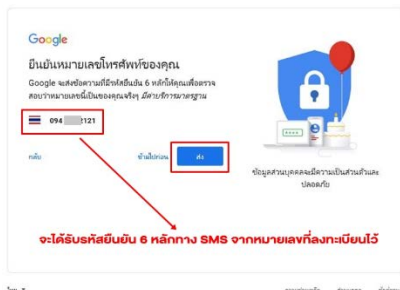 Google
ยืนยันหมายเลขโทรศัพท์ของคุณ
Google จะส่งข้อความที่มีรหัสยืนยัน 6 หลักให้คุณเพื่อตรวจ
สอบว่าหมายเลขนี้เป็นของคุณจริงๆ มีค่าบริการมาตรฐาน
094 121
กลับ
ข้ามไปก่อน
ส่ง
ข้อมูลส่วนบุคคลจะมีความเป็นส่วนตัวและ
ปลอดภัย
จะได้รับรหัสยืนยัน 6 หลักทาง SMS จากหมายเลขที่ลงทะเบียนไว้
ไทย